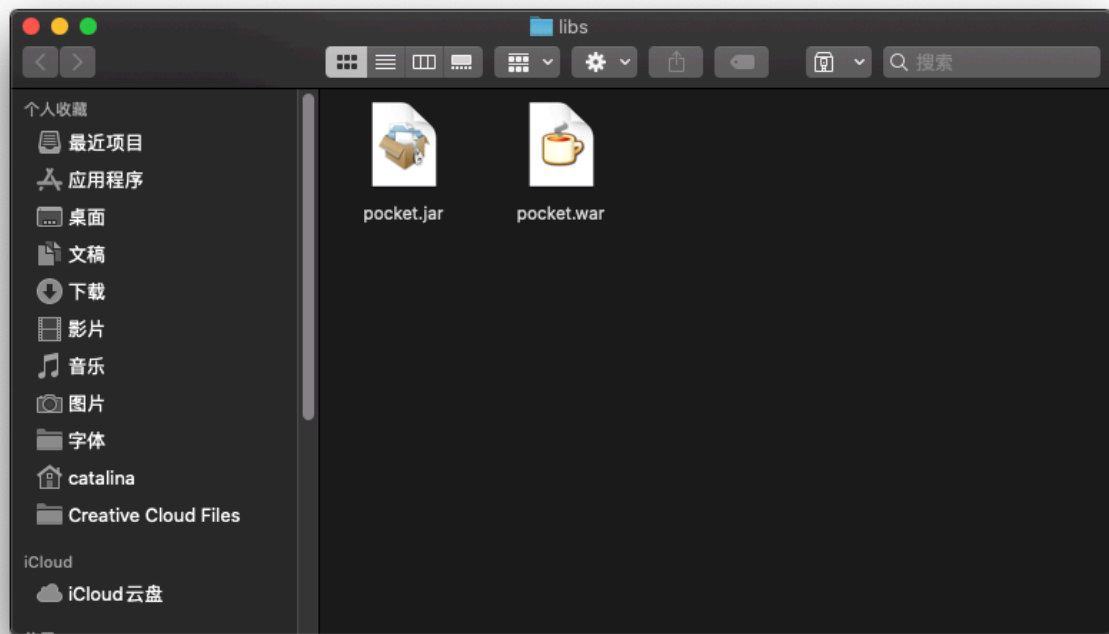 libs
搜索
个人收藏
最近项目
应用程序
桌面
文稿
下载
影片
音乐
图片
字体
catalina
Creative Cloud Files
iCloud
iCloud云盘
pocket.jar
pocket.war